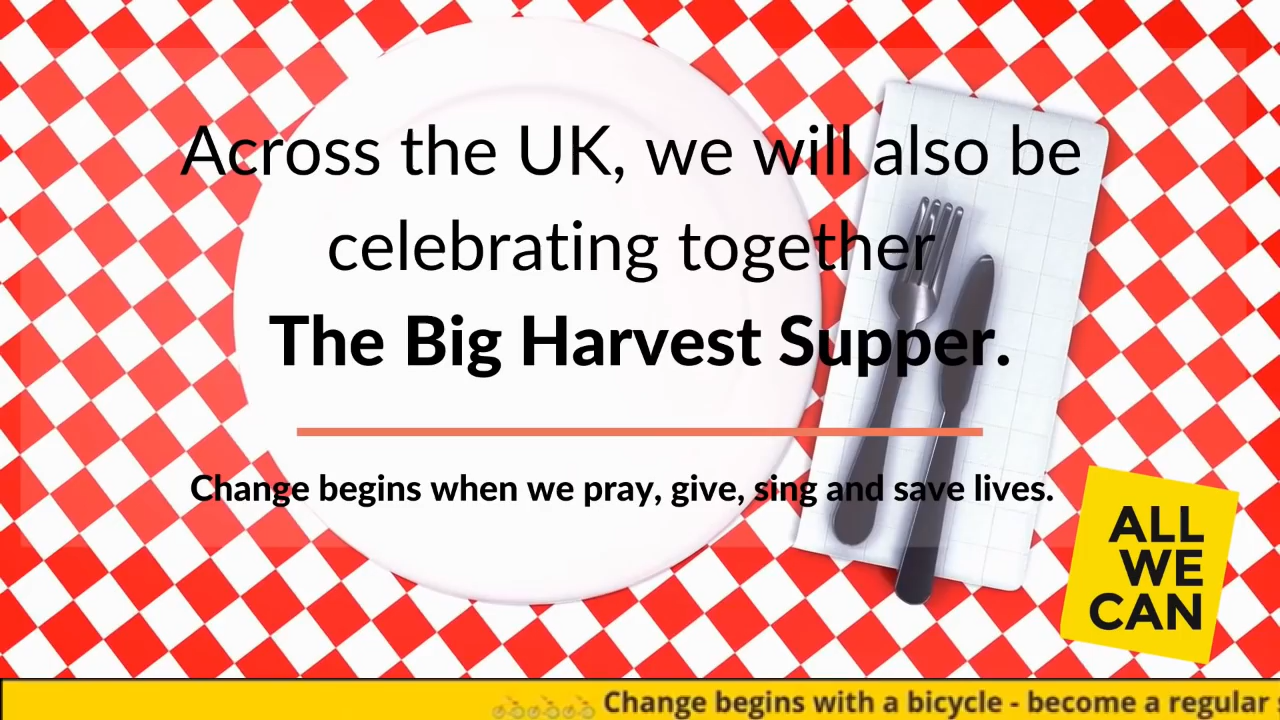 Across the UK, we will also be
celebrating together
The Big Harvest Supper.
Change begins when we pray, give, sing and save lives.
ALL
WE
CAN
Change begins with a bicycle - become a regular